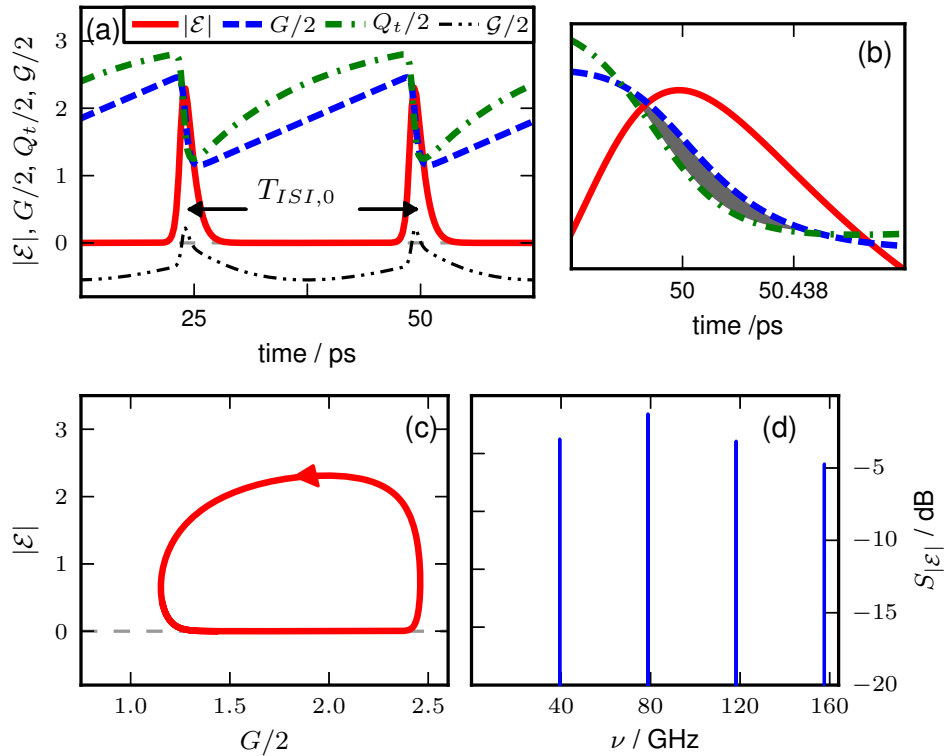 (a)
|ℰ| G/2 Q_t/2 𝒢/2
|ℰ|, G/2, Q_t/2, 𝒢/2
3
2
1
0
T_{ISI,0}
25 50
time / ps
(b)
50 50.438
time /ps
(c)
|ℰ|
3
2
1
0
1.0 1.5 2.0 2.5
G/2
(d)
−5
−10
−15
−20
S_{|ℰ|} / dB
40 80 120 160
ν / GHz